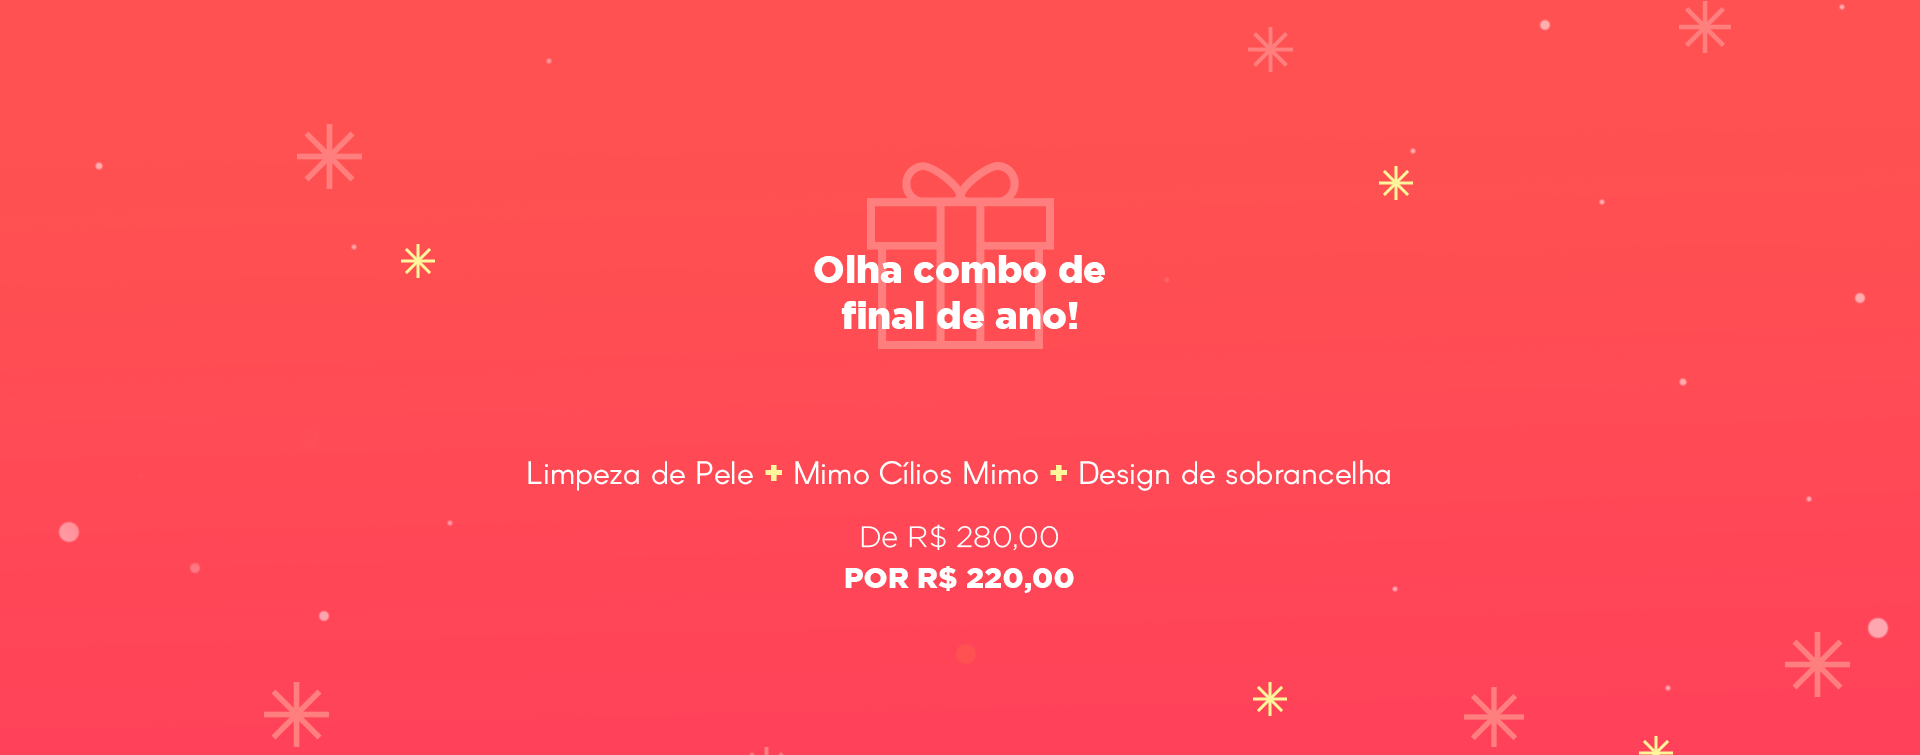 Olha combo de
final de ano!
Limpeza de Pele + Mimo Cílios Mimo + Design de sobrancelha
De R$ 280,00
POR R$ 220,00